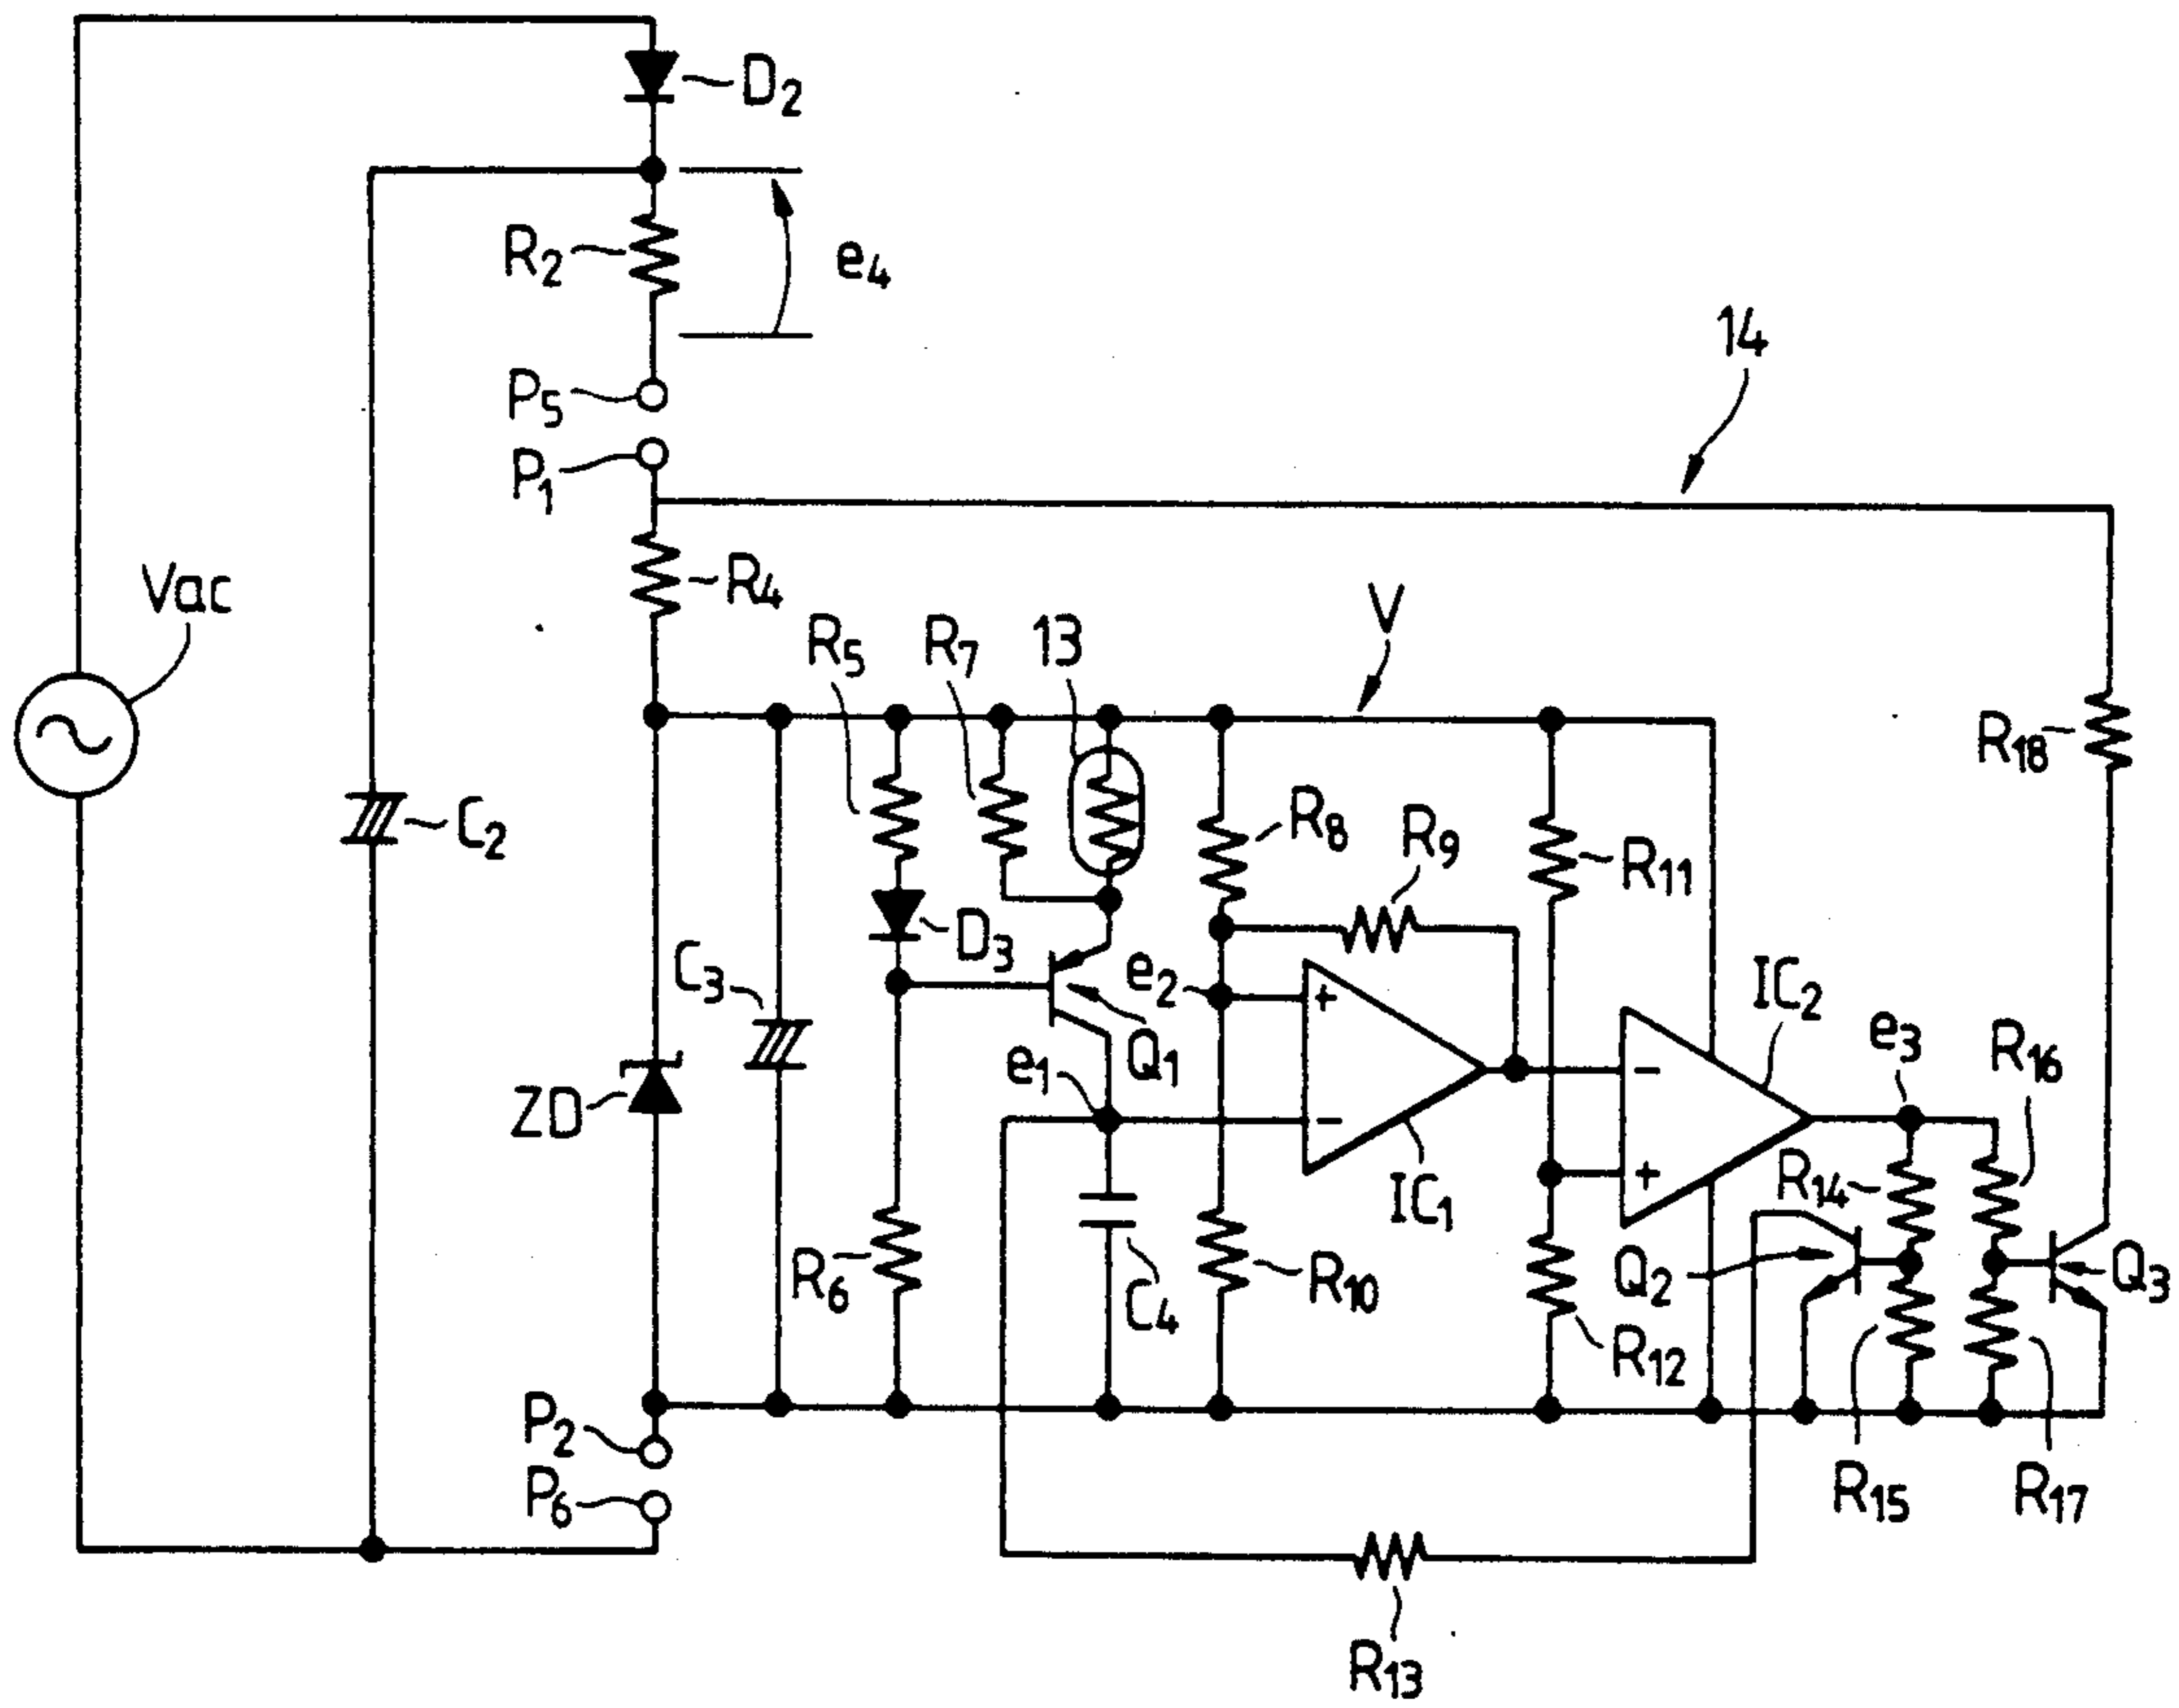 D2
R2
e4
P5
P1
14
R4
Vac
V
R5
R7
13
R18
C2
R8
R9
R11
D3
C3
e2
+
IC2
e3
R16
Q1
e1
−
ZD
−
IC1
+
R14
R6
C4
R10
Q2
Q3
R12
P2
P6
R15
R17
R13